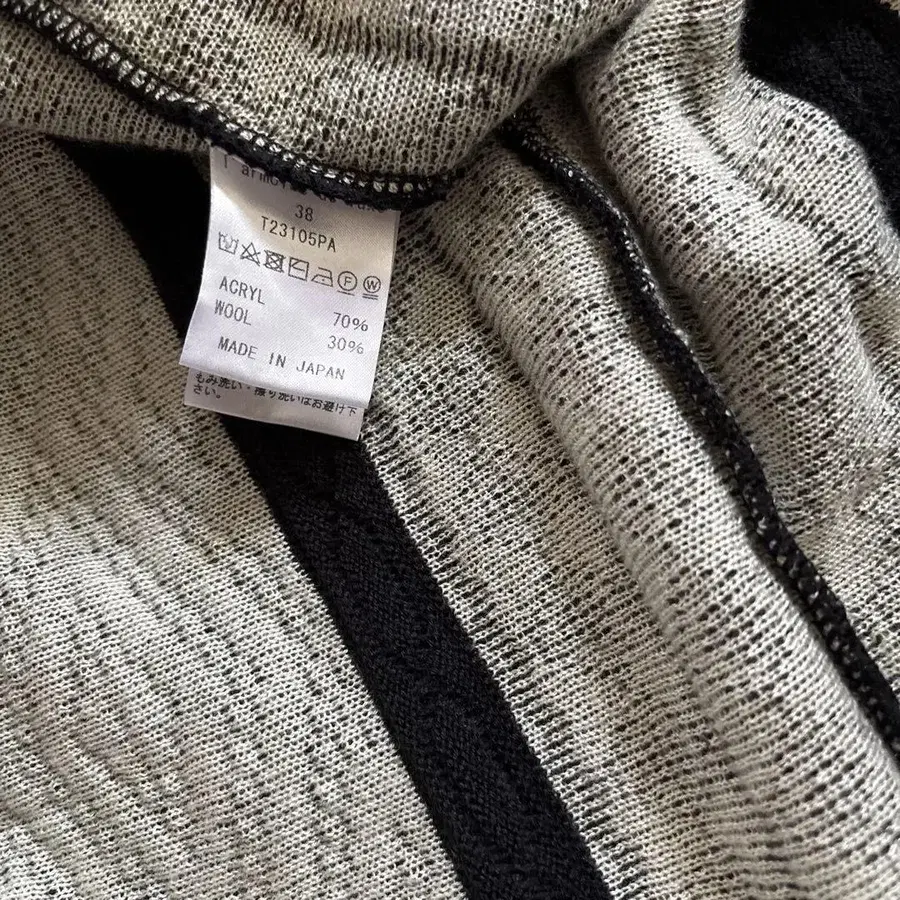 38
T23105PA
F W
ACRYL 70%
WOOL 30%
MADE IN JAPAN
もみ洗い・擦り洗いはお避け下
さい。